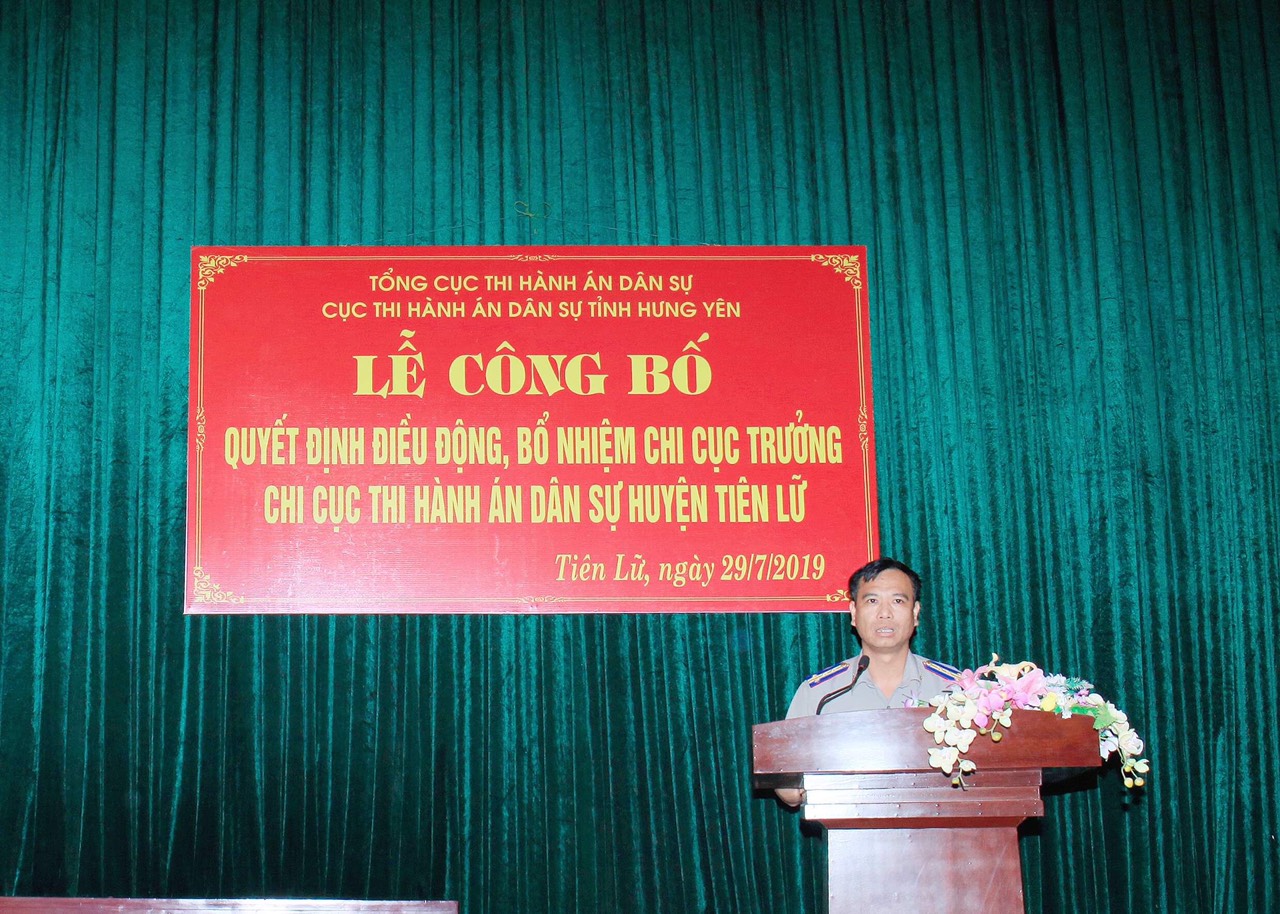 TỔNG CỤC THI HÀNH ÁN DÂN SỰ
CỤC THI HÀNH ÁN DÂN SỰ TỈNH HƯNG YÊN
LỄ CÔNG BỐ
QUYẾT ĐỊNH ĐIỀU ĐỘNG, BỔ NHIỆM CHI CỤC TRƯỞNG
CHI CỤC THI HÀNH ÁN DÂN SỰ HUYỆN TIÊN LỮ
Tiên Lữ, ngày 29/7/2019